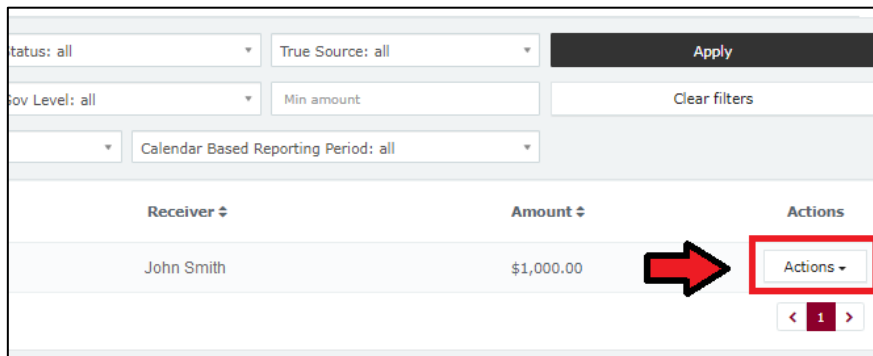 Status: all True Source: all Apply
Gov Level: all Min amount Clear filters
Calendar Based Reporting Period: all
Receiver Amount Actions
John Smith $1,000.00 Actions
1